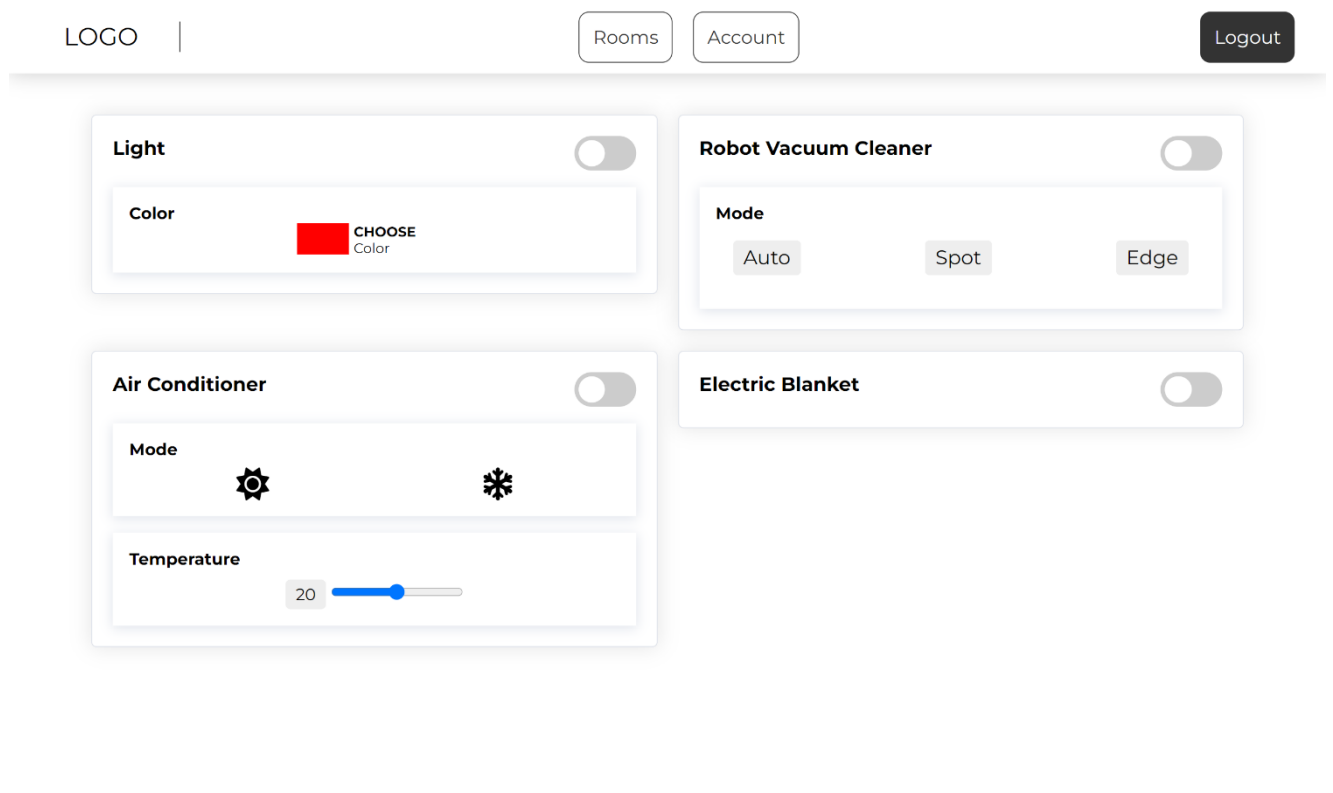 LOGO
Rooms
Account
Logout
Light
Color
CHOOSE
Color
Robot Vacuum Cleaner
Mode
Auto
Spot
Edge
Air Conditioner
Mode
Temperature
20
Electric Blanket